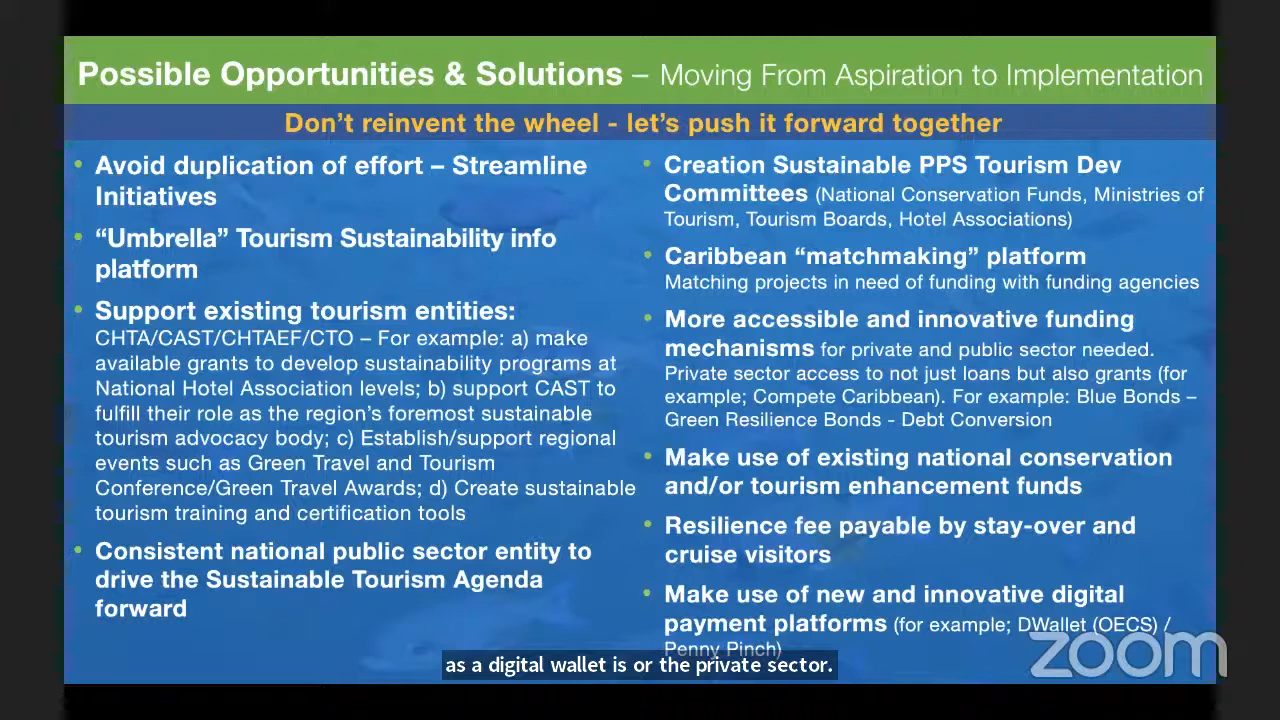 Possible Opportunities & Solutions – Moving From Aspiration to Implementation
Don't reinvent the wheel - let's push it forward together
• Avoid duplication of effort – Streamline
Initiatives
• “Umbrella” Tourism Sustainability info
platform
• Support existing tourism entities:
CHTA/CAST/CHTAEF/CTO – For example: a) make
available grants to develop sustainability programs at
National Hotel Association levels; b) support CAST to
fulfill their role as the region's foremost sustainable
tourism advocacy body; c) Establish/support regional
events such as Green Travel and Tourism
Conference/Green Travel Awards; d) Create sustainable
tourism training and certification tools
• Consistent national public sector entity to
drive the Sustainable Tourism Agenda
forward
• Creation Sustainable PPS Tourism Dev
Committees (National Conservation Funds, Ministries of
Tourism, Tourism Boards, Hotel Associations)
• Caribbean “matchmaking” platform
Matching projects in need of funding with funding agencies
• More accessible and innovative funding
mechanisms for private and public sector needed.
Private sector access to not just loans but also grants (for
example; Compete Caribbean). For example: Blue Bonds –
Green Resilience Bonds - Debt Conversion
• Make use of existing national conservation
and/or tourism enhancement funds
• Resilience fee payable by stay-over and
cruise visitors
• Make use of new and innovative digital
payment platforms (for example; DWallet (OECS) /
Penny Pinch)
as a digital wallet is or the private sector.
zoom